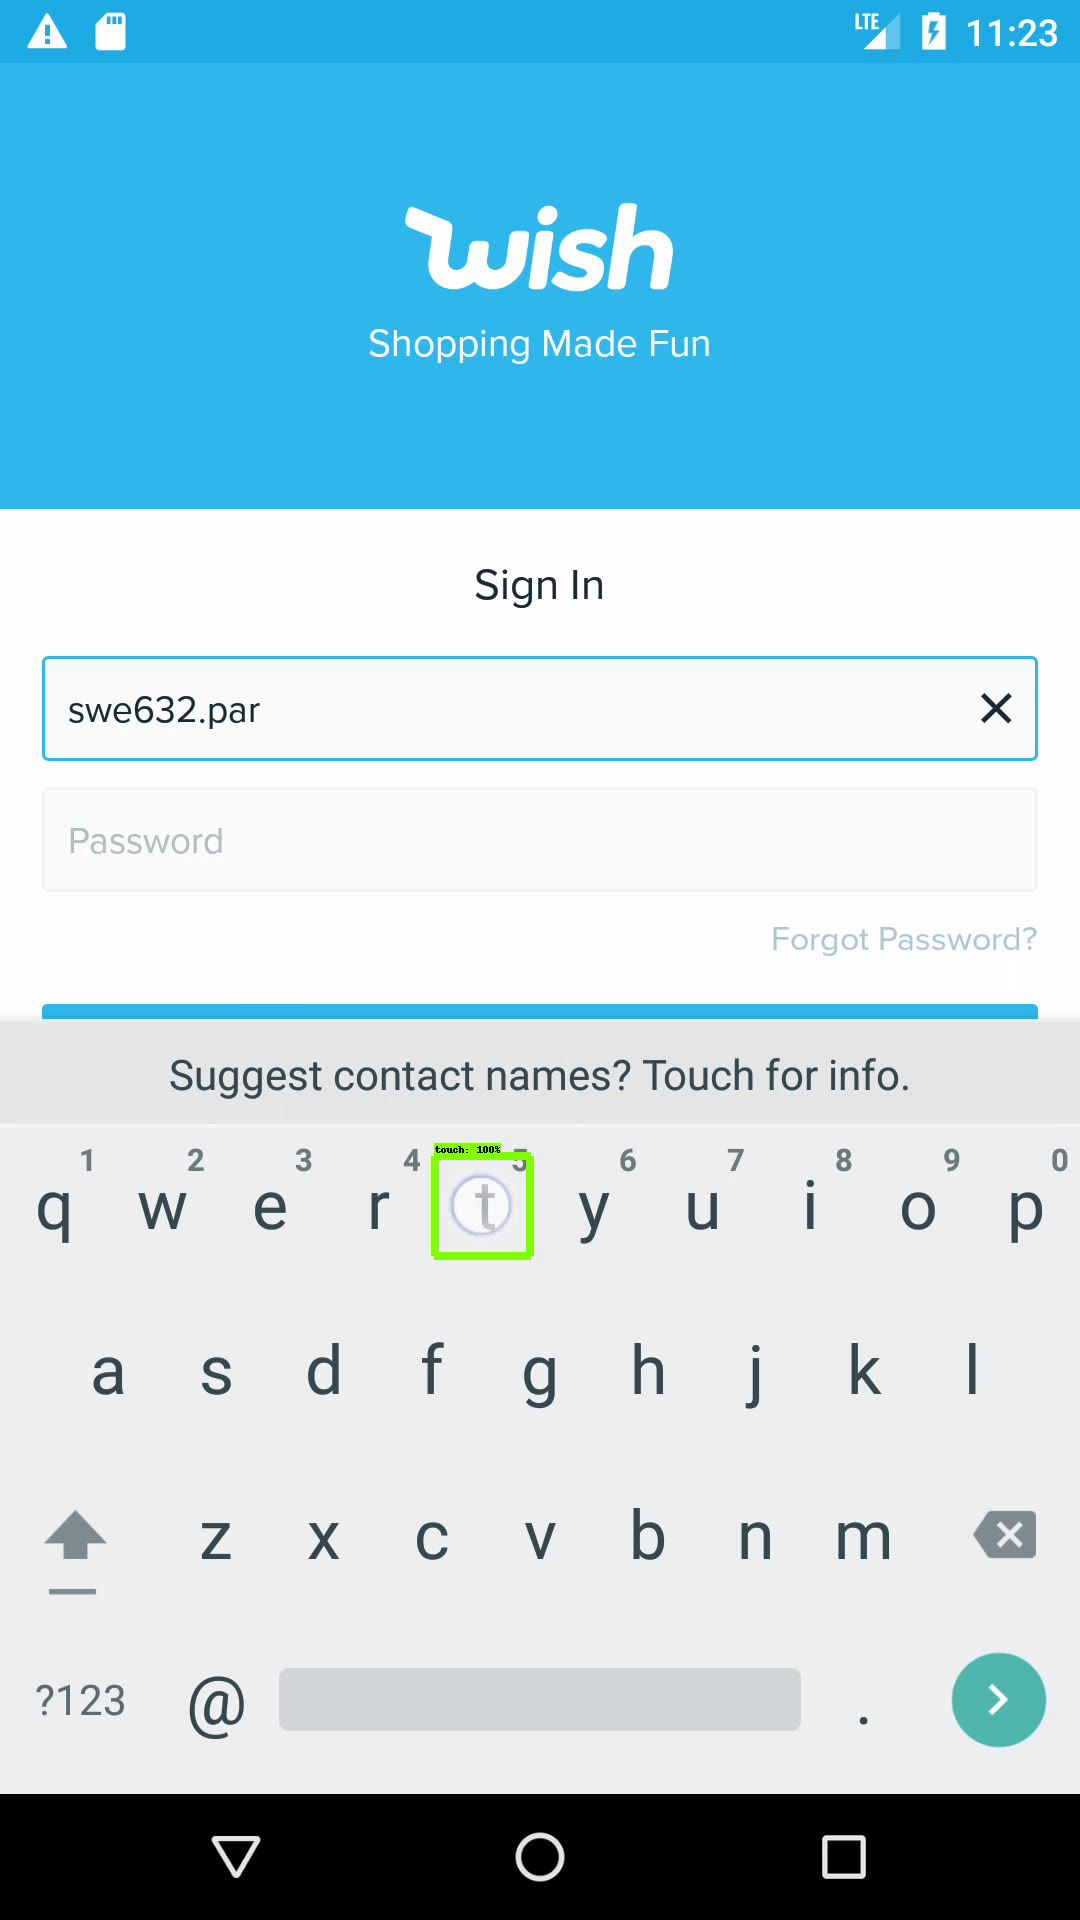 LTE 11:23
wish
Shopping Made Fun
Sign In
swe632.par
Password
Forgot Password?
Suggest contact names? Touch for info.
touch: 100%
1 2 3 4 5 6 7 8 9 0
q w e r t y u i o p
a s d f g h j k l
z x c v b n m
?123 @ .